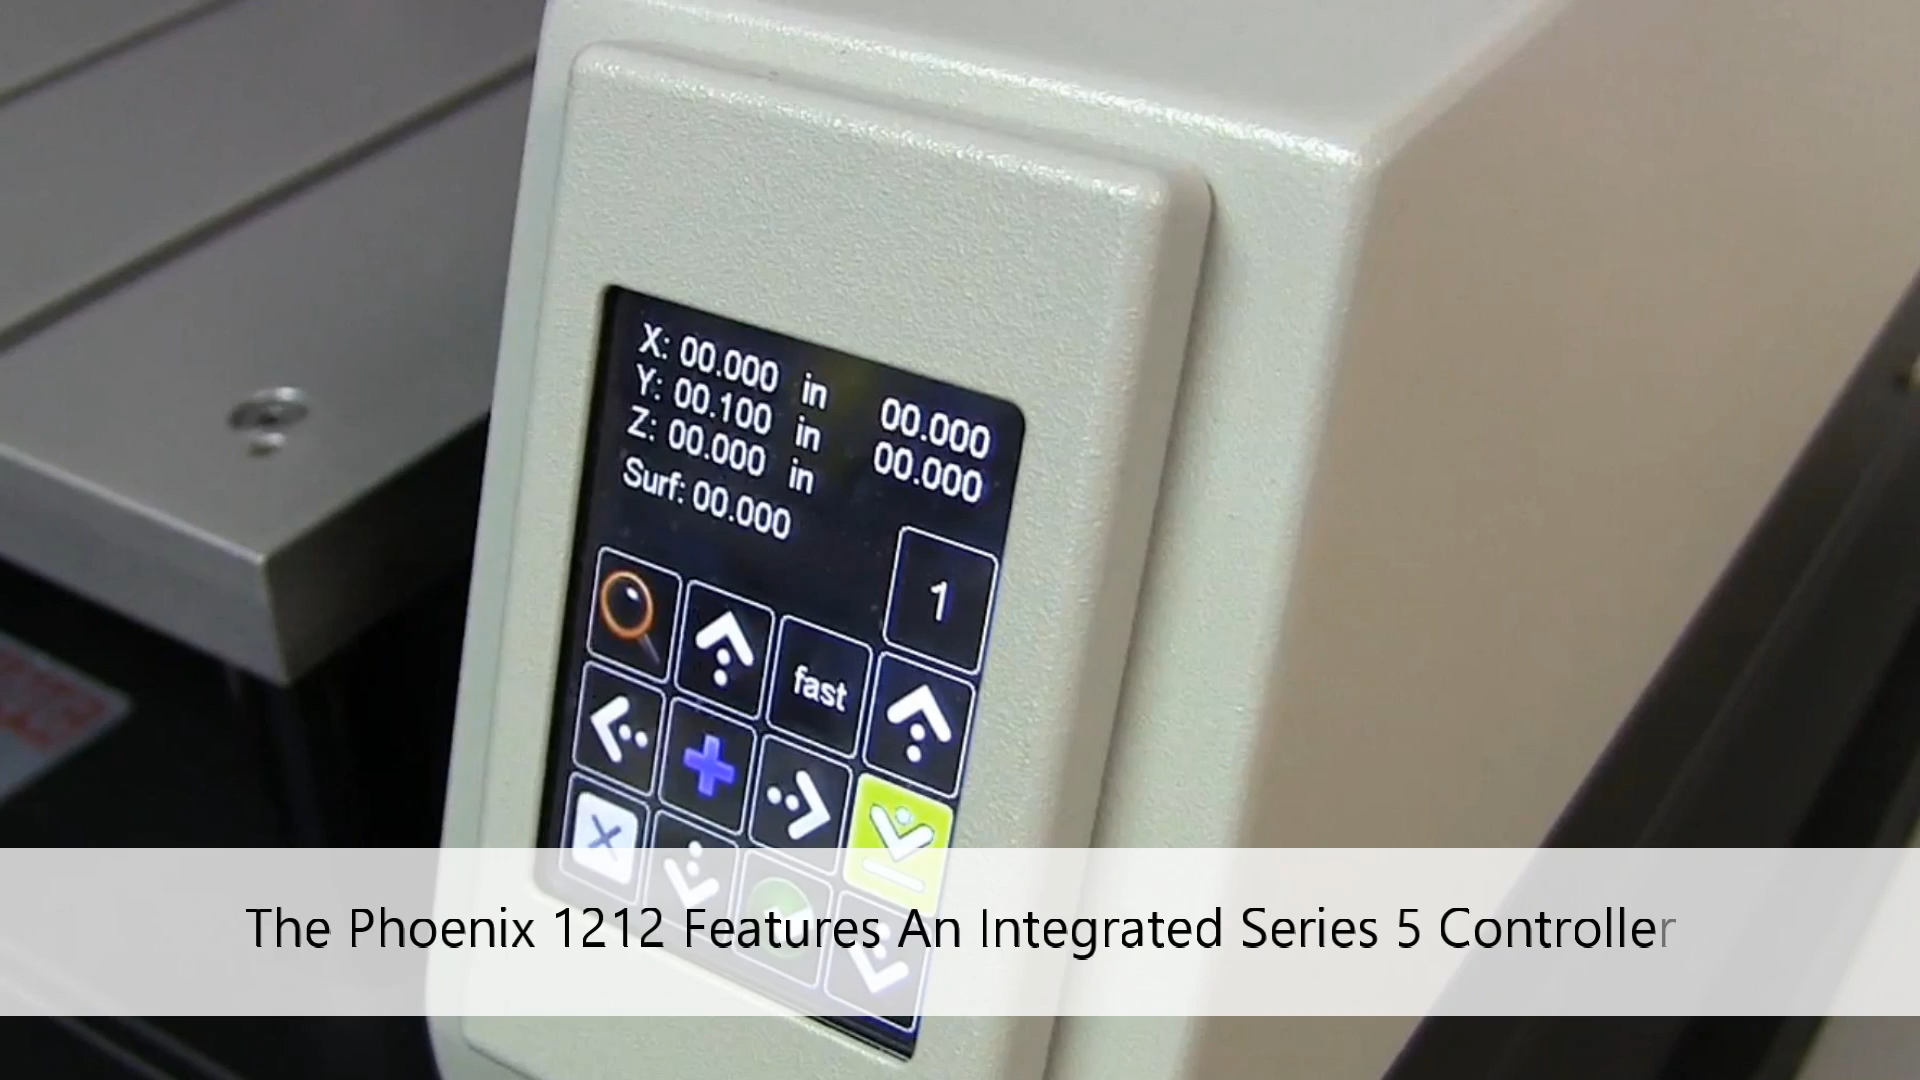 X: 00.000 in 00.000
Y: 00.100 in 00.000
Z: 00.000 in
Surf: 00.000
1
fast
The Phoenix 1212 Features An Integrated Series 5 Controller